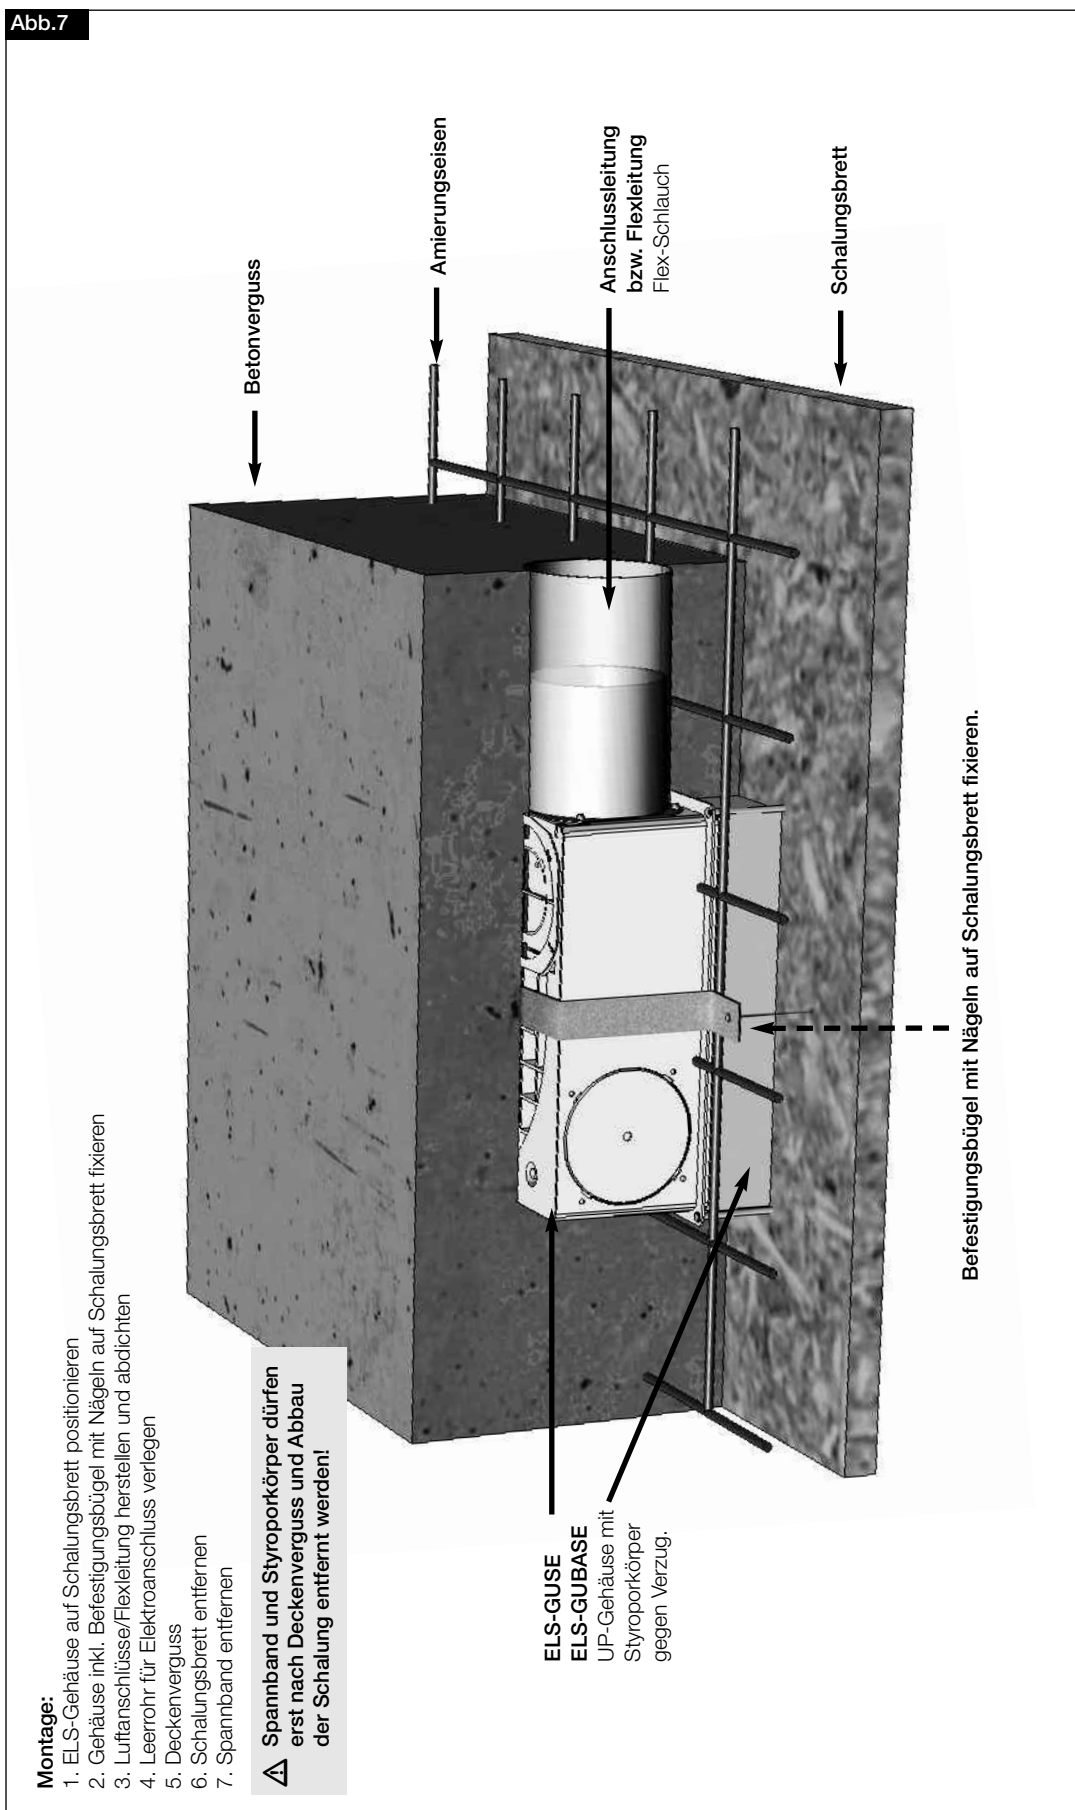 Abb.7
Montage:
1. ELS-Gehäuse auf Schalungsbrett positionieren
2. Gehäuse inkl. Befestigungsbügel mit Nägeln auf Schalungsbrett fixieren
3. Luftanschlüsse/Flexleitung herstellen und abdichten
4. Leerrohr für Elektroanschluss verlegen
5. Deckenverguss
6. Schalungsbrett entfernen
7. Spannband entfernen
Spannband und Styroporkörper dürfen
erst nach Deckenverguss und Abbau
der Schalung entfernt werden!
Betonverguss
Amierungseisen
Anschlussleitung
bzw. Flexleitung
Flex-Schlauch
Schalungsbrett
ELS-GUSE
ELS-GUBASE
UP-Gehäuse mit
Styroporkörper
gegen Verzug.
Befestigungsbügel mit Nägeln auf Schalungsbrett fixieren.